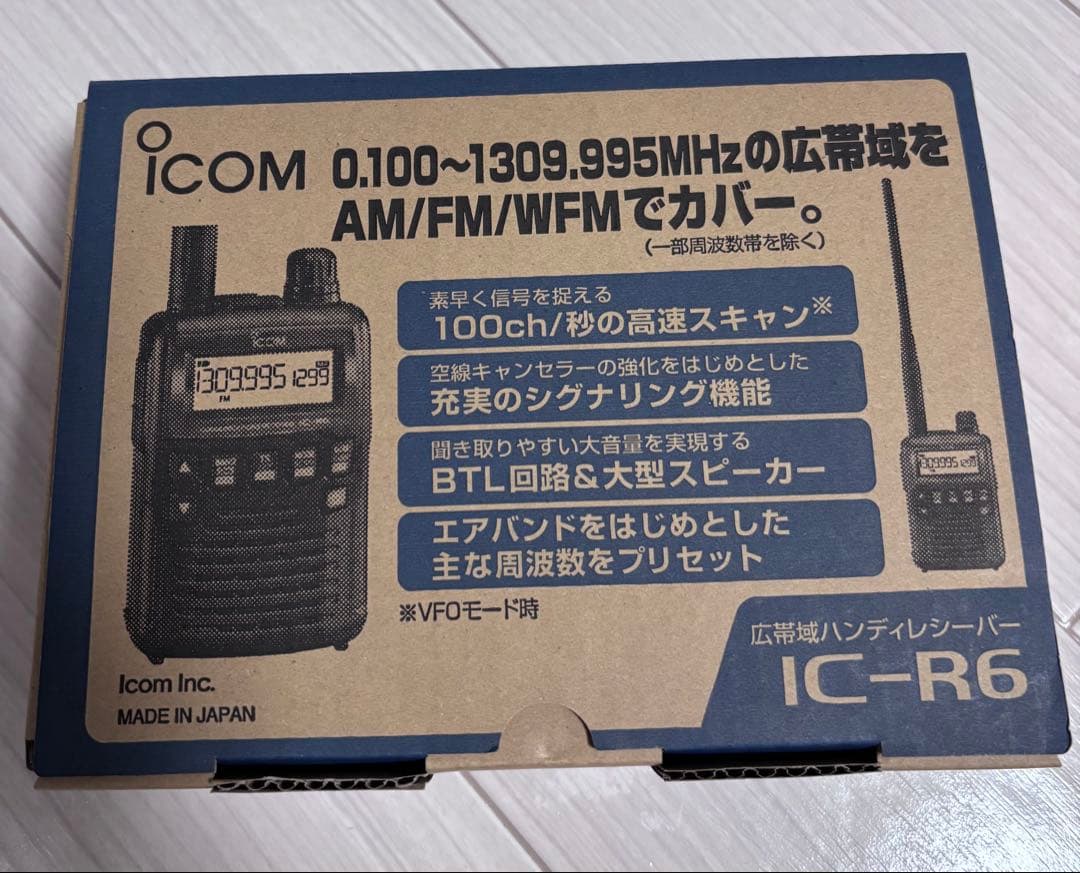 iCOM
0.100～1309.995MHzの広帯域を
AM/FM/WFMでカバー。
(一部周波数帯を除く)
素早く信号を捉える
100ch/秒の高速スキャン※
空線キャンセラーの強化をはじめとした
充実のシグナリング機能
聞き取りやすい大音量を実現する
BTL回路&大型スピーカー
エアバンドをはじめとした
主な周波数をプリセット
※VFOモード時
iCOM
1309.995 1299
FM
1309.995 1299
広帯域ハンディレシーバー
IC-R6
Icom Inc.
MADE IN JAPAN